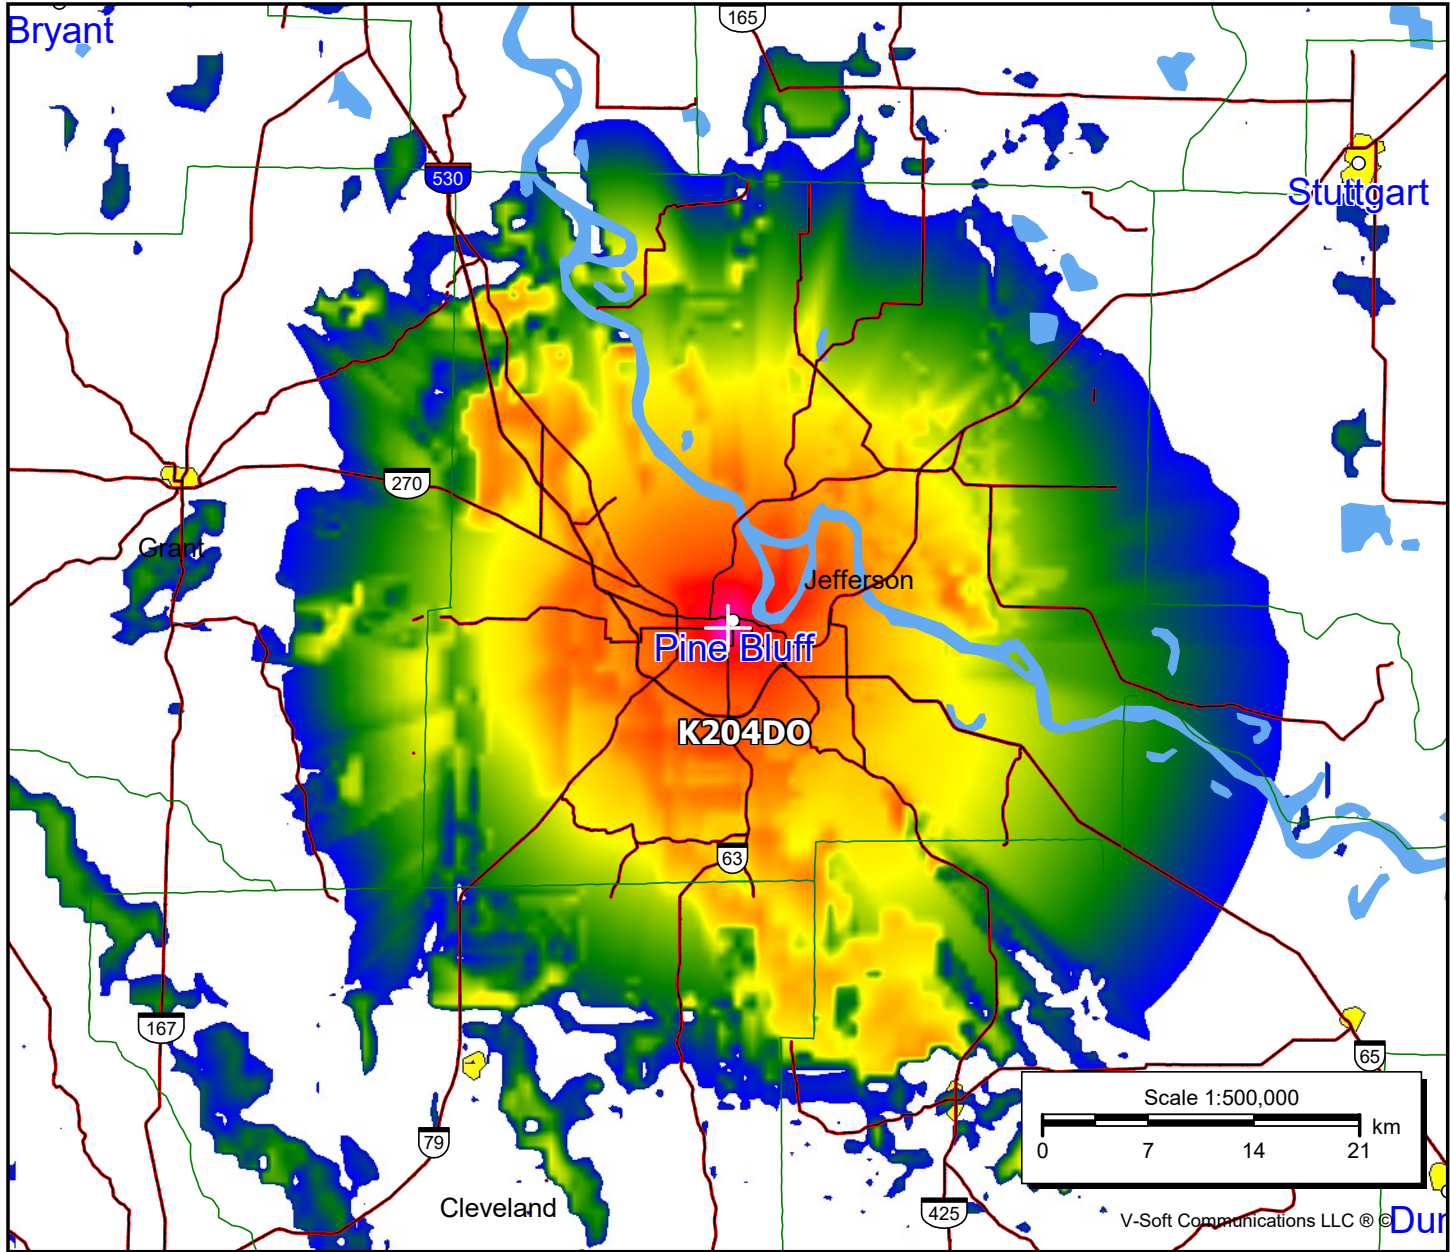 165
Bryant
530
Stuttgart
270
Grant
Jefferson
Pine Bluff
K204DO
63
167
65
Scale 1:500,000
km
0 7 14 21
79
Cleveland
425
V-Soft Communications LLC ® ©
Dur